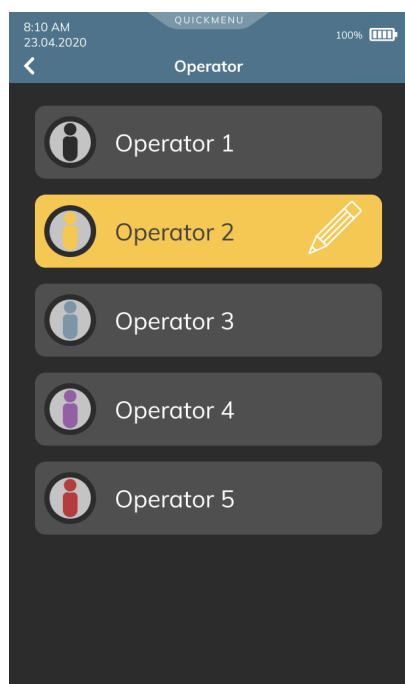 8:10 AM
QUICKMENU
100%
23.04.2020
Operator
Operator 1
Operator 2
Operator 3
Operator 4
Operator 5